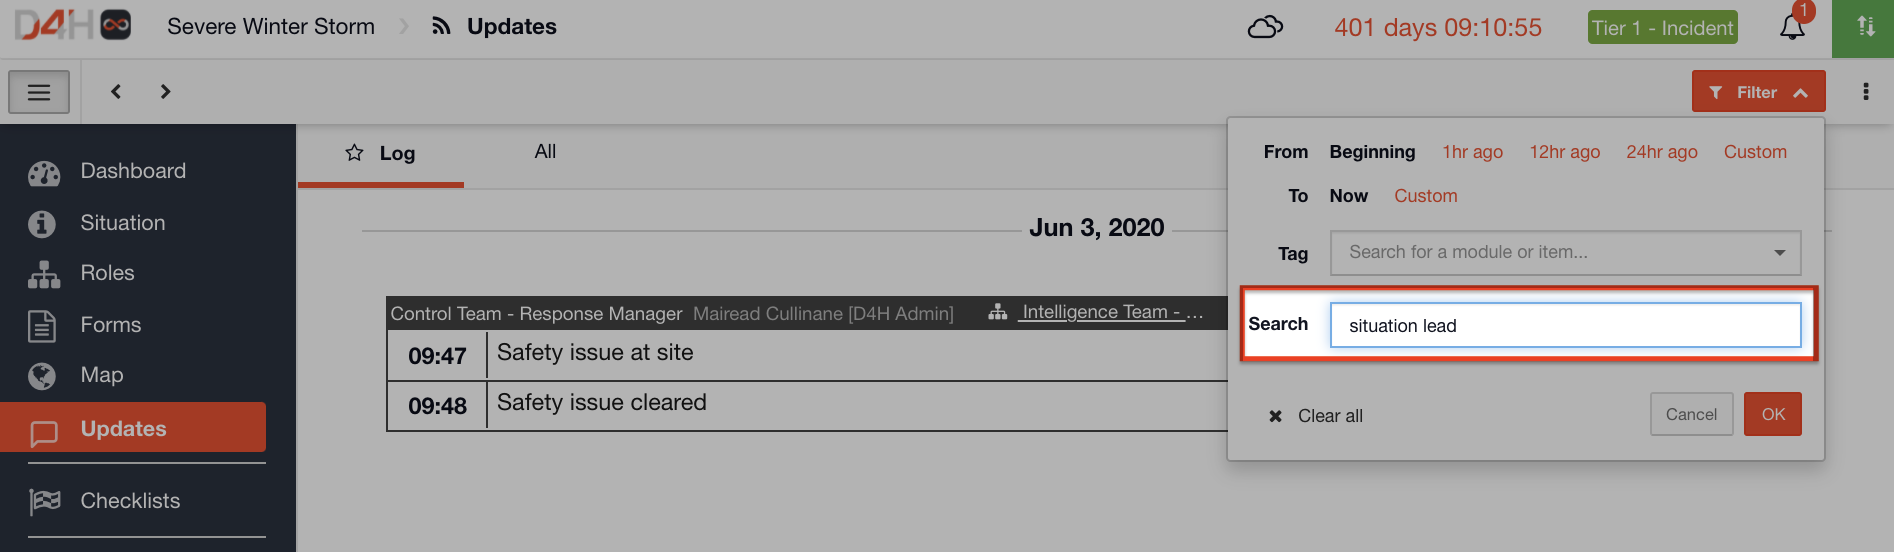 D4H Severe Winter Storm Updates 401 days 09:10:55 Tier 1 - Incident 1
Filter
Dashboard
Situation
Roles
Forms
Map
Updates
Checklists
Log All
Jun 3, 2020
Control Team - Response Manager Mairead Cullinane [D4H Admin] Intelligence Team - ...
09:47 Safety issue at site
09:48 Safety issue cleared
From Beginning 1hr ago 12hr ago 24hr ago Custom
To Now Custom
Tag Search for a module or item...
Search situation lead
Clear all Cancel OK